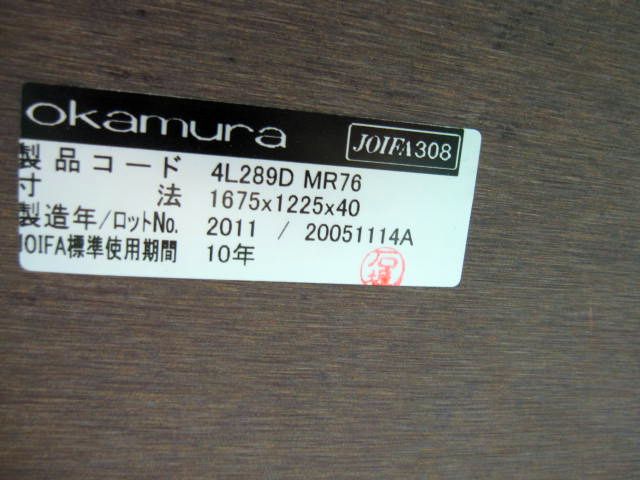 okamura
JOIFA308
製品コード 4L289D MR76
寸法 1675x1225x40
製造年/ロットNo. 2011 / 20051114A
JOIFA標準使用期間 10年
石